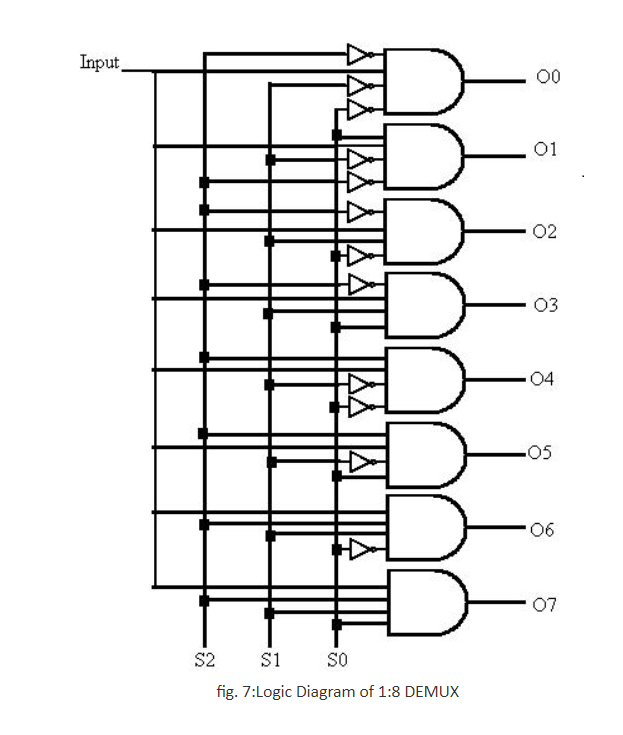 Input
O0
O1
O2
O3
O4
O5
O6
O7
S2 S1 S0
fig. 7:Logic Diagram of 1:8 DEMUX